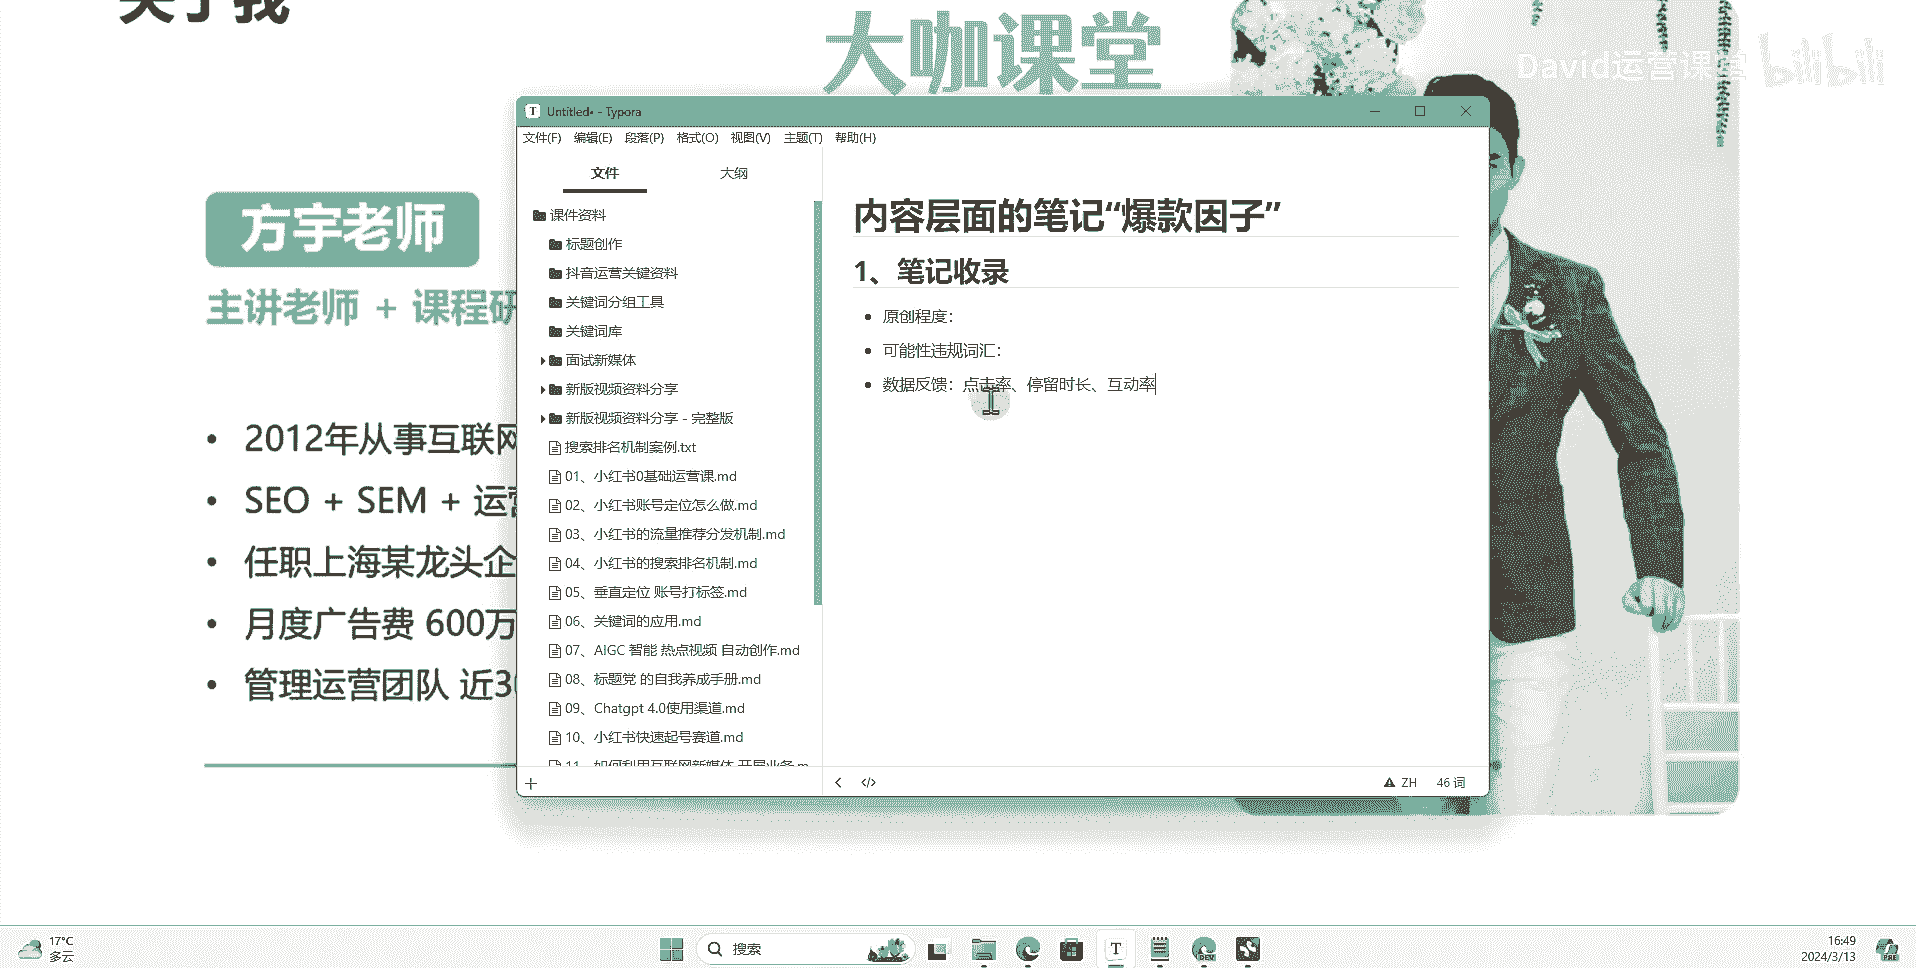 关于我
大咖课堂
David运营课堂 bilibili
方宇老师
主讲老师 + 课程研
2012年从事互联网
SEO + SEM + 运营
任职上海某龙头企
月度广告费 600万
管理运营团队 近30
Untitled• - Typora
文件(F) 编辑(E) 段落(P) 格式(O) 视图(V) 主题(T) 帮助(H)
文件 大纲
课件资料
标题创作
抖音运营关键资料
关键词分组工具
关键词库
面试新媒体
新版视频资料分享
新版视频资料分享 - 完整版
搜索排名机制案例.txt
01、小红书0基础运营课.md
02、小红书账号定位怎么做.md
03、小红书的流量推荐分发机制.md
04、小红书的搜索排名机制.md
05、垂直定位 账号打标签.md
06、关键词的应用.md
07、AIGC 智能 热点视频 自动创作.md
08、标题党 的自我养成手册.md
09、Chatgpt 4.0使用渠道.md
10、小红书快速起号赛道.md
11、如何利用互联网新媒体 开展业务.m
内容层面的笔记“爆款因子”
1、笔记收录
原创程度：
可能性违规词汇：
数据反馈：点击率、停留时长、互动率
ZH 46 词
17°C
多云
搜索
16:49
2024/3/13